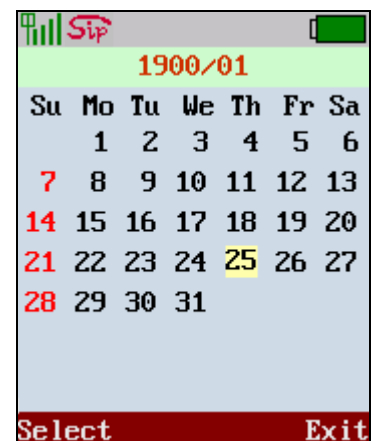 Sip
1900/01
Su Mo Tu We Th Fr Sa
1 2 3 4 5 6
7 8 9 10 11 12 13
14 15 16 17 18 19 20
21 22 23 24 25 26 27
28 29 30 31
Select Exit